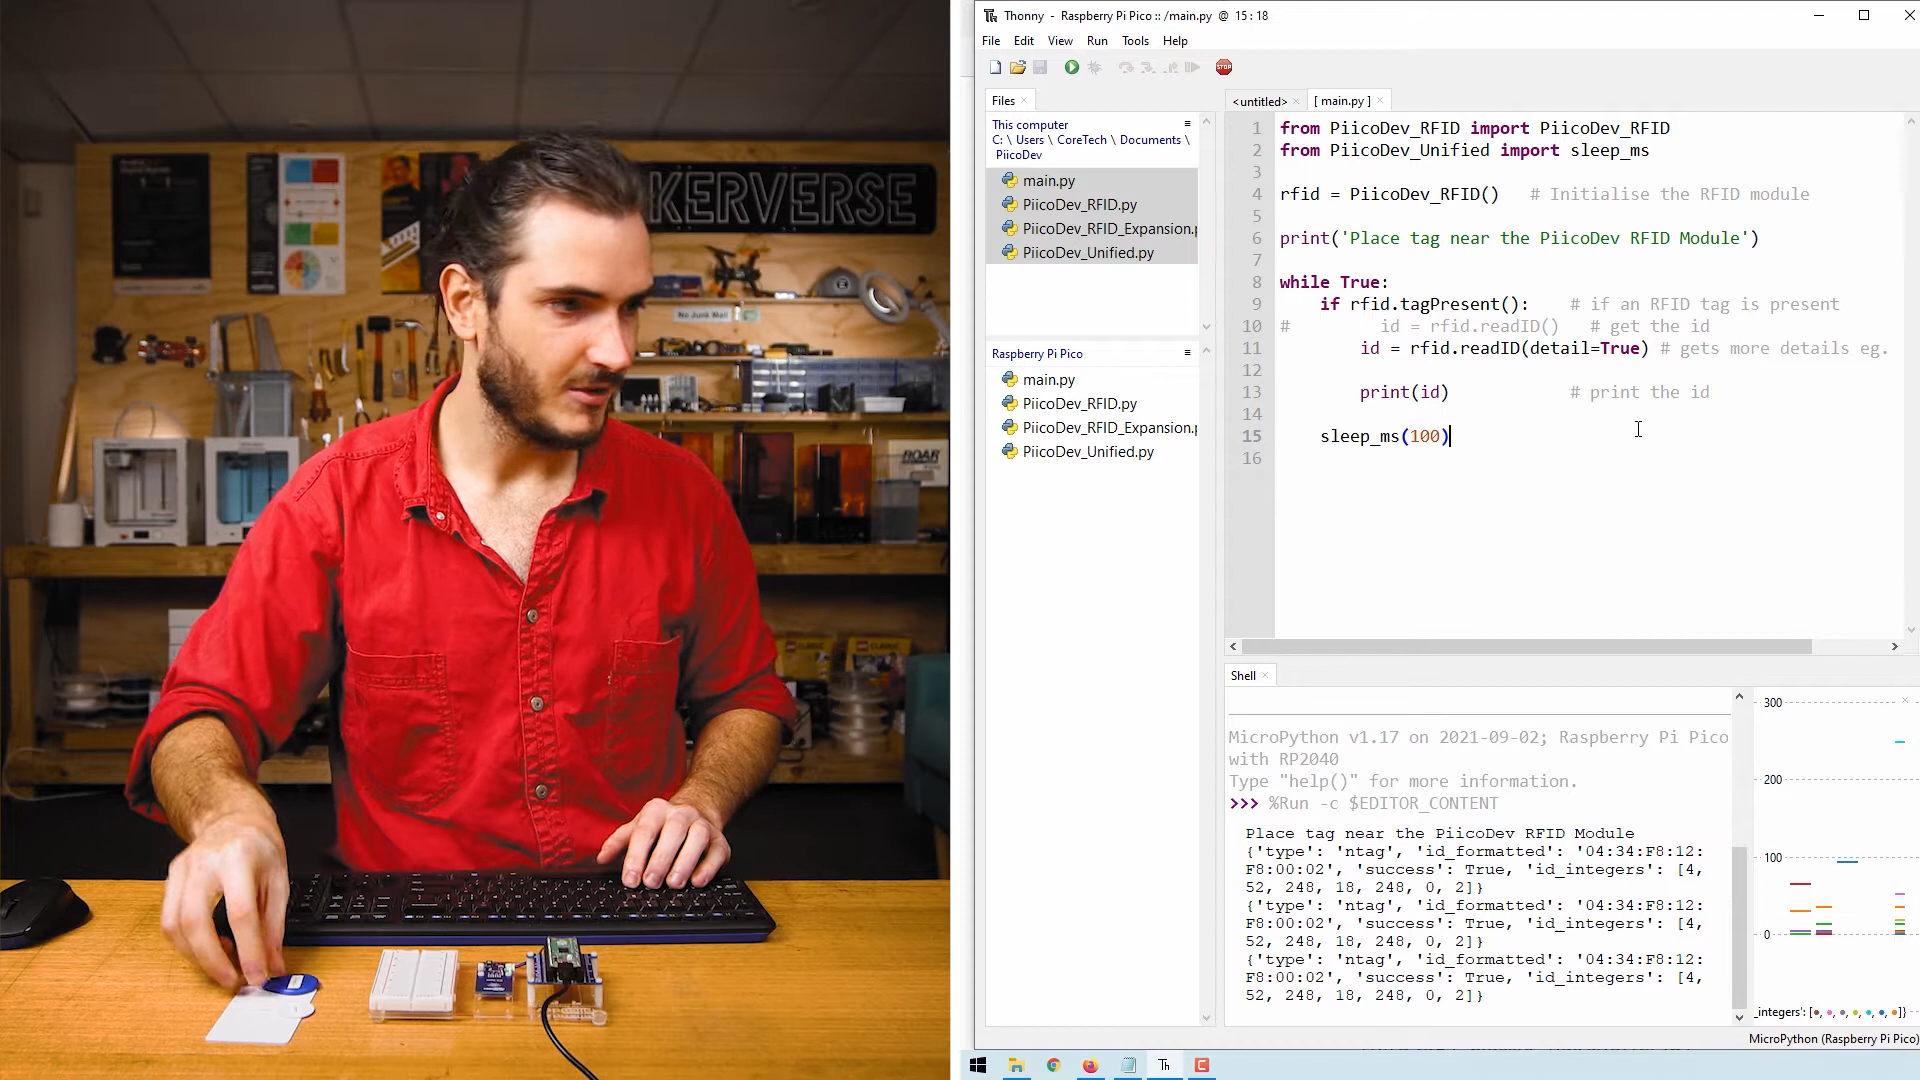 KERVERSE
No Junk Mail
ROAR
Thonny - Raspberry Pi Pico :: /main.py @ 15:18
File Edit View Run Tools Help
Files
This computer
C: \ Users \ CoreTech \ Documents \
PiicoDev
main.py
PiicoDev_RFID.py
PiicoDev_RFID_Expansion.p
PiicoDev_Unified.py
Raspberry Pi Pico
main.py
PiicoDev_RFID.py
PiicoDev_RFID_Expansion.p
PiicoDev_Unified.py
<untitled> [ main.py ]
1 from PiicoDev_RFID import PiicoDev_RFID
2 from PiicoDev_Unified import sleep_ms
3
4 rfid = PiicoDev_RFID() # Initialise the RFID module
5
6 print('Place tag near the PiicoDev RFID Module')
7
8 while True:
9 if rfid.tagPresent(): # if an RFID tag is present
10 # id = rfid.readID() # get the id
11 id = rfid.readID(detail=True) # gets more details eg.
12
13 print(id) # print the id
14
15 sleep_ms(100)
16
Shell
MicroPython v1.17 on 2021-09-02; Raspberry Pi Pico
with RP2040
Type "help()" for more information.
>>> %Run -c $EDITOR_CONTENT
Place tag near the PiicoDev RFID Module
{'type': 'ntag', 'id_formatted': '04:34:F8:12:
F8:00:02', 'success': True, 'id_integers': [4,
52, 248, 18, 248, 0, 2]}
{'type': 'ntag', 'id_formatted': '04:34:F8:12:
F8:00:02', 'success': True, 'id_integers': [4,
52, 248, 18, 248, 0, 2]}
{'type': 'ntag', 'id_formatted': '04:34:F8:12:
F8:00:02', 'success': True, 'id_integers': [4,
52, 248, 18, 248, 0, 2]}
300
200
100
0
_integers': [•, •, •, •, •, •, •]}
MicroPython (Raspberry Pi Pico)
Th